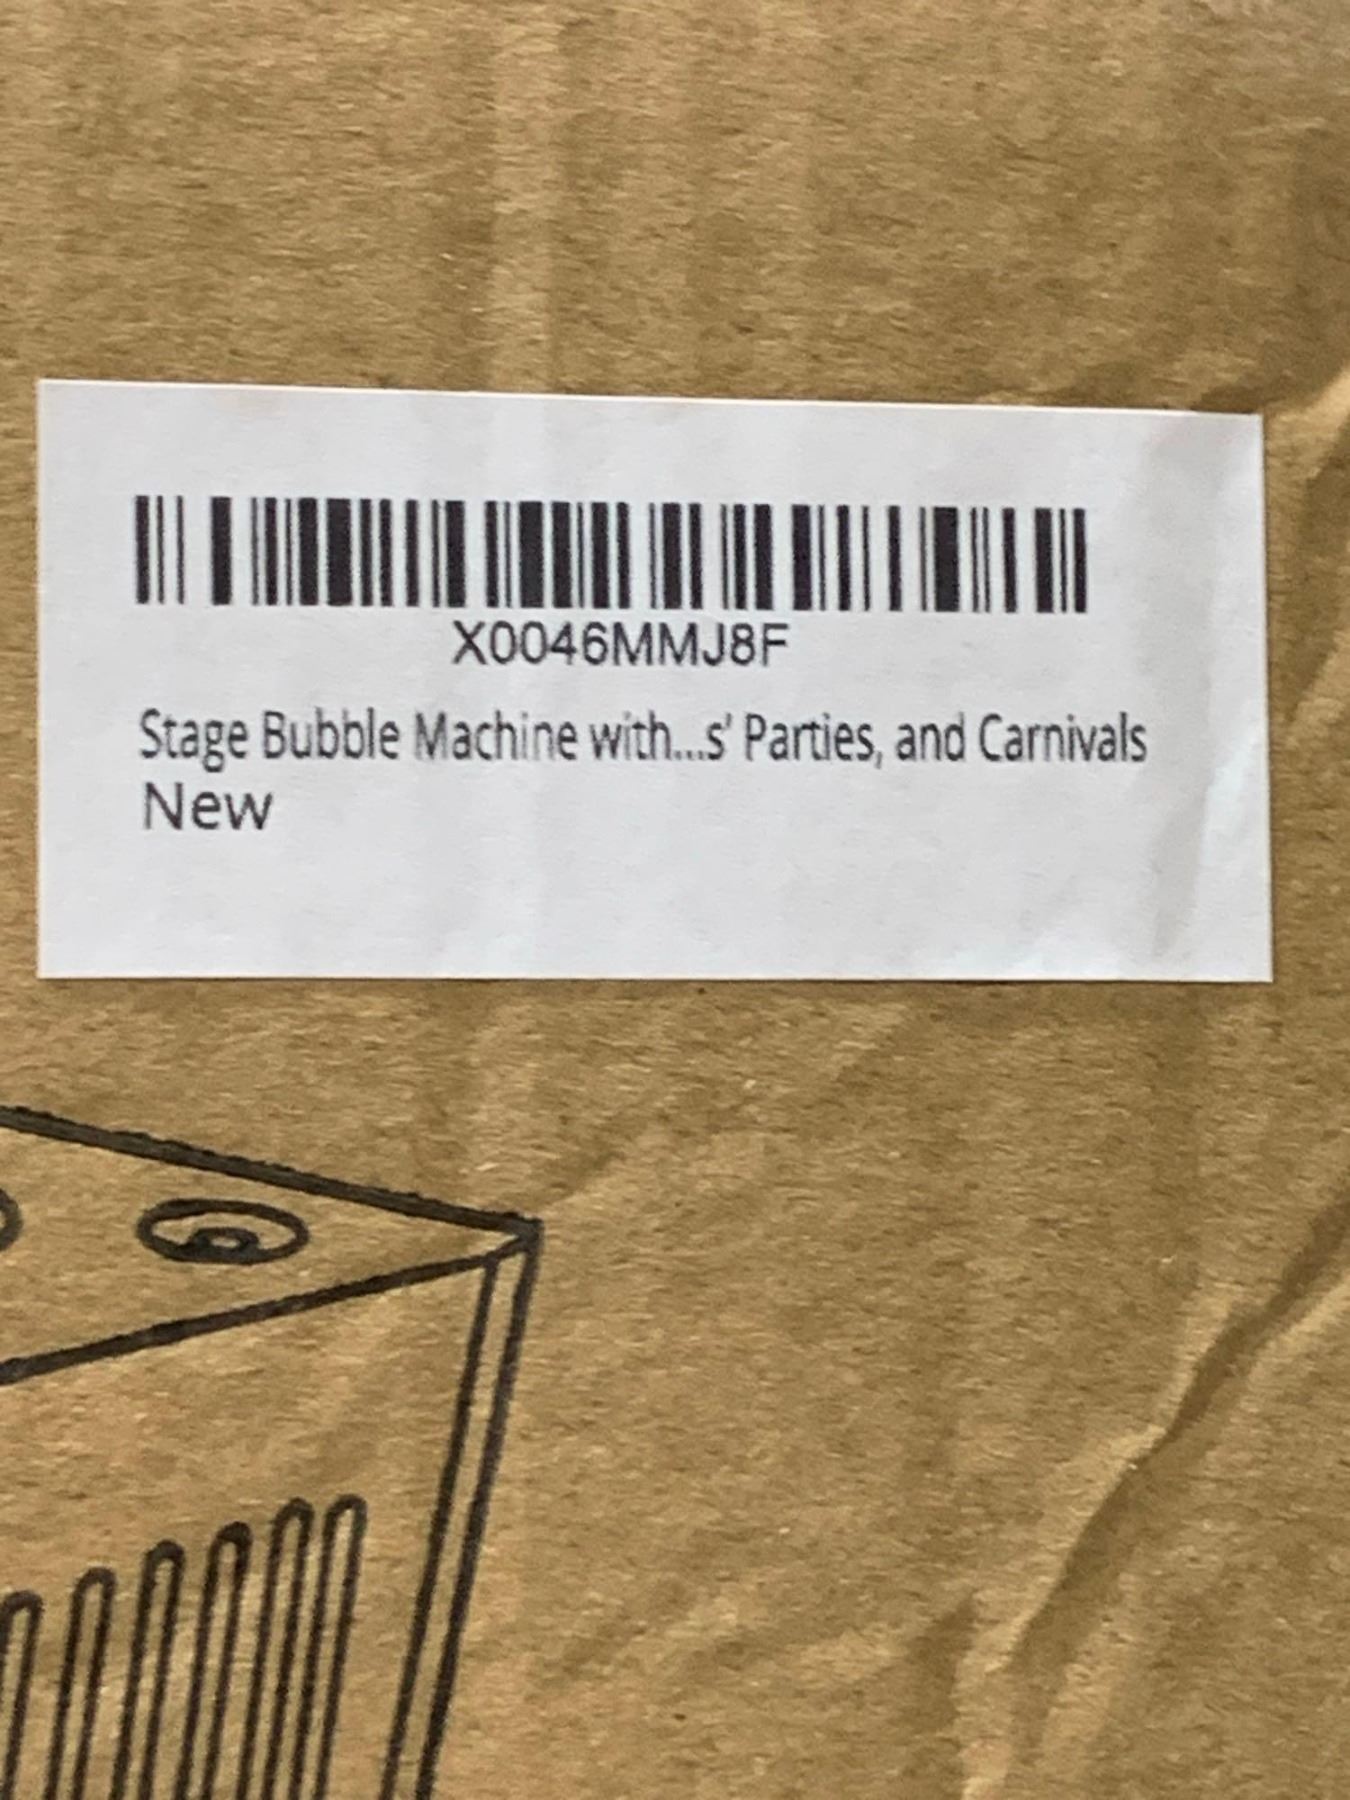 X0046MMJ8F
Stage Bubble Machine with...s' Parties, and Carnivals
New